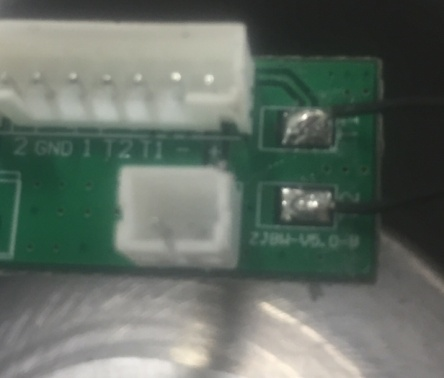 2 GND 1 T2 T1 - +
ZJBW-V5.0-B